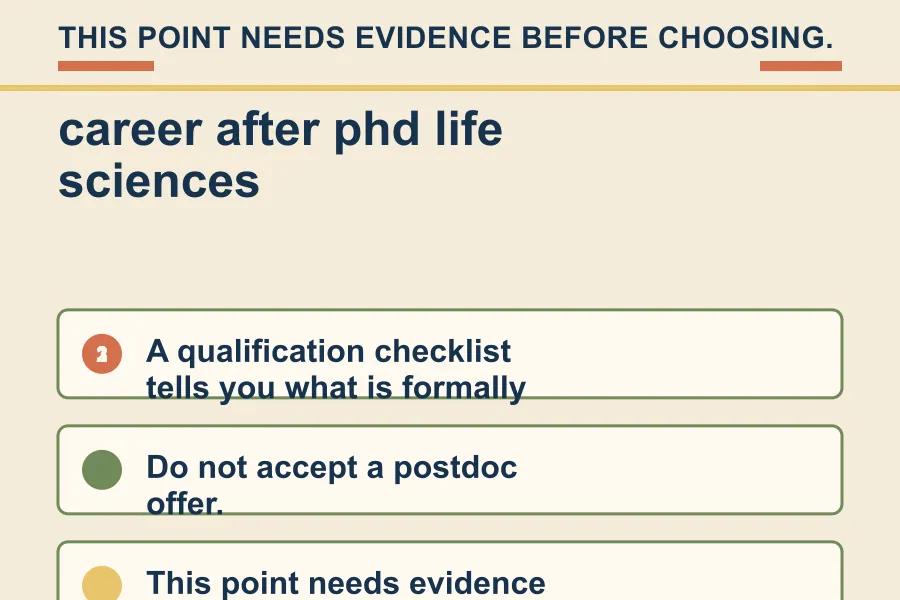 THIS POINT NEEDS EVIDENCE BEFORE CHOOSING.
career after phd life
sciences
A qualification checklist
tells you what is formally
Do not accept a postdoc
offer.
This point needs evidence